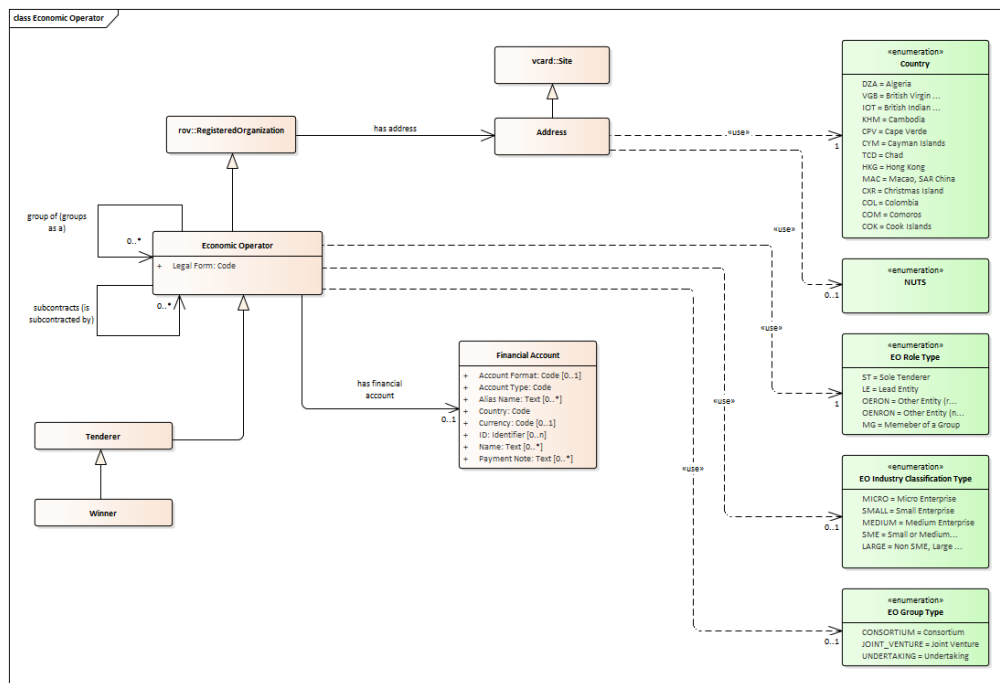 class Economic Operator
vcard::Site
Address
rov::RegisteredOrganization
has address
«use»
1
«use»
0..1
«enumeration»
Country
DZA = Algeria
VGB = British Virgin ...
IOT = British Indian ...
KHM = Cambodia
CPV = Cape Verde
CYM = Cayman Islands
TCD = Chad
HKG = Hong Kong
MAC = Macao, SAR China
CXR = Christmas Island
COL = Colombia
COM = Comoros
COK = Cook Islands
«enumeration»
NUTS
group of (groups
as a)
0..*
Economic Operator
+ Legal Form: Code
subcontracts (is
subcontracted by)
0..*
«use»
1
«enumeration»
EO Role Type
ST = Sole Tenderer
LE = Lead Entity
OERON = Other Entity (r...
OENRON = Other Entity (n...
MG = Memeber of a Group
has financial
account
0..1
Financial Account
+ Account Format: Code [0..1]
+ Account Type: Code
+ Alias Name: Text [0..*]
+ Country: Code
+ Currency: Code [0..1]
+ ID: Identifier [0..n]
+ Name: Text [0..*]
+ Payment Note: Text [0..*]
Tenderer
Winner
«use»
0..1
«enumeration»
EO Industry Classification Type
MICRO = Micro Enterprise
SMALL = Small Enterprise
MEDIUM = Medium Enterprise
SME = Small or Medium...
LARGE = Non SME, Large ...
«use»
0..1
«enumeration»
EO Group Type
CONSORTIUM = Consortium
JOINT_VENTURE = Joint Venture
UNDERTAKING = Undertaking